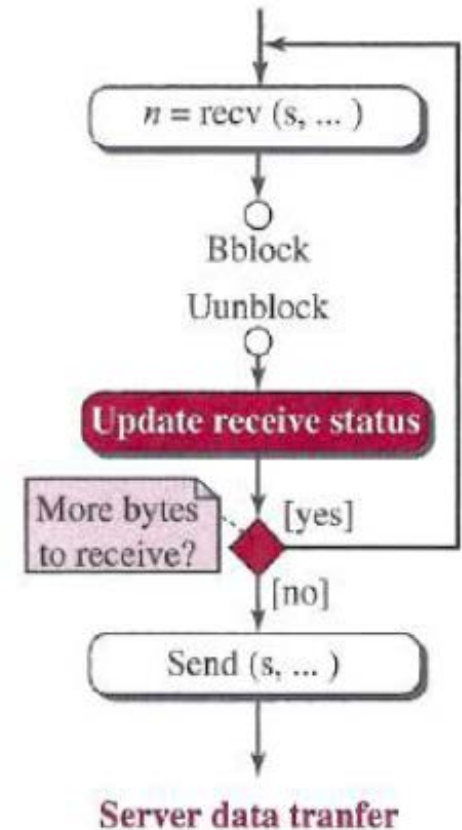 n = recv (s, ... )
Bblock
Uunblock
Update receive status
More bytes
to receive?
[yes]
[no]
Send (s, ... )
Server data tranfer